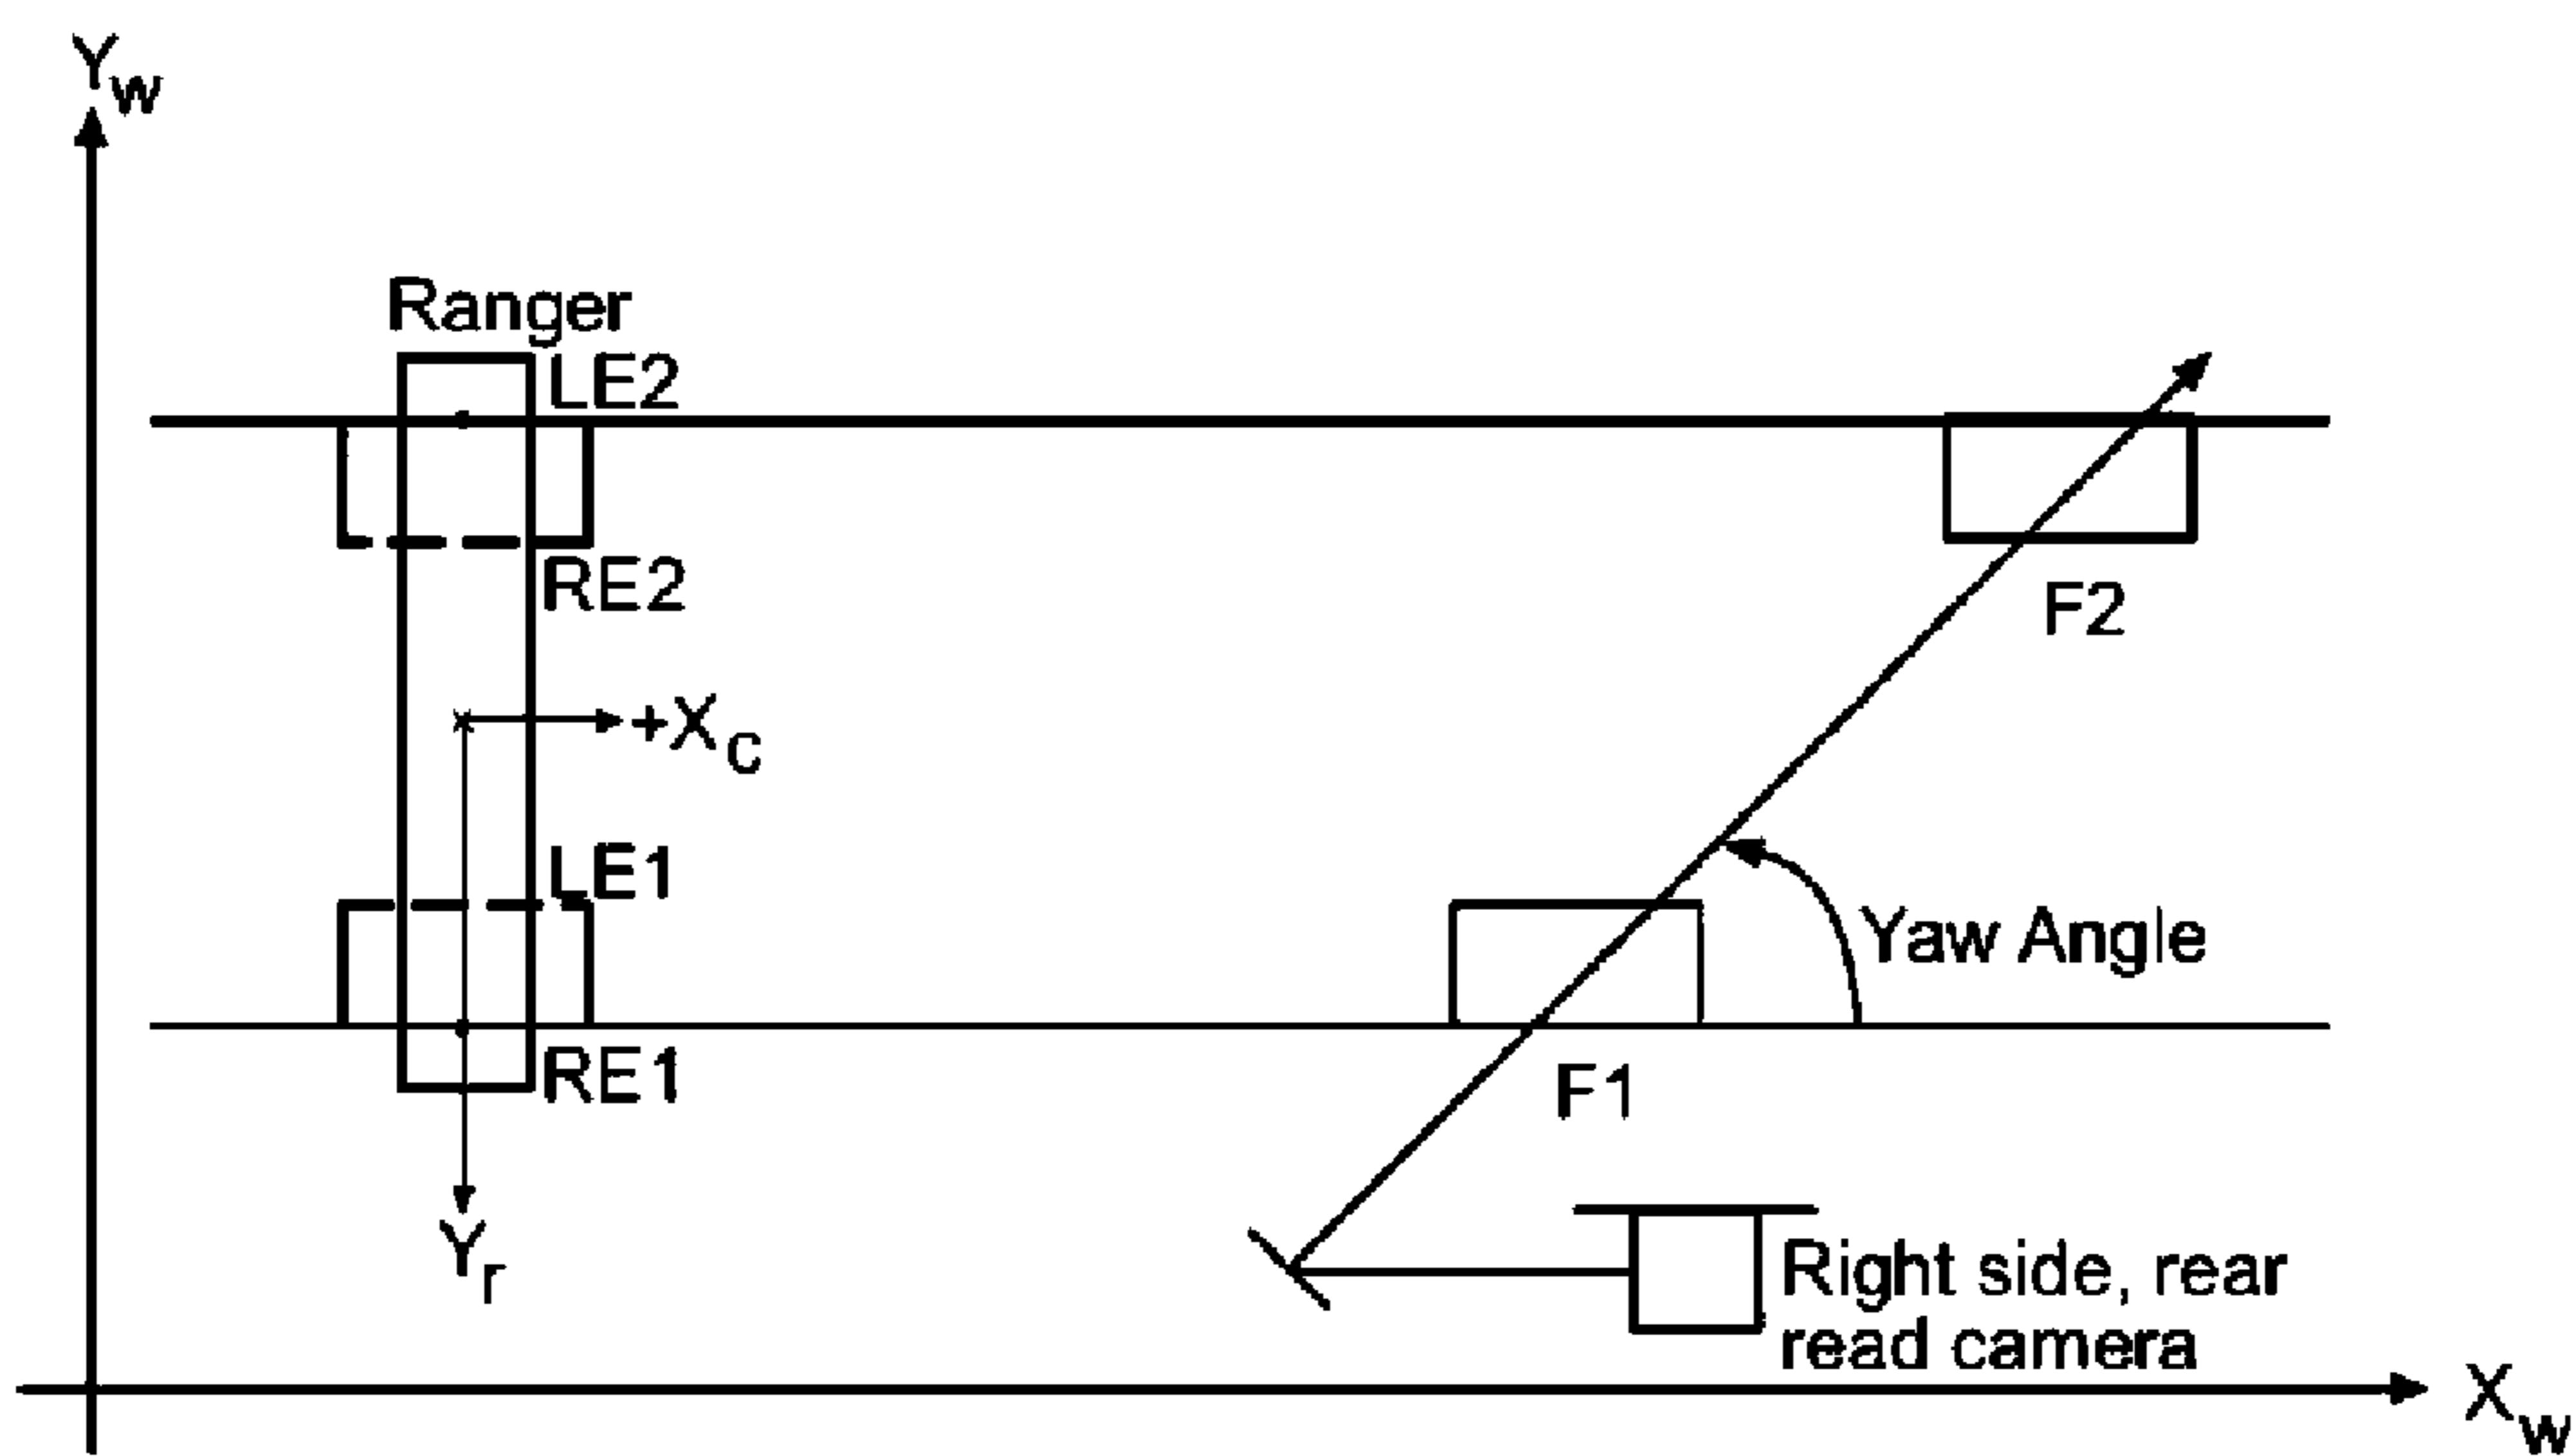 Yw
Ranger
LE2
RE2
F2
+Xc
LE1
Yaw Angle
RE1
F1
Yr
Right side, rear
read camera
Xw